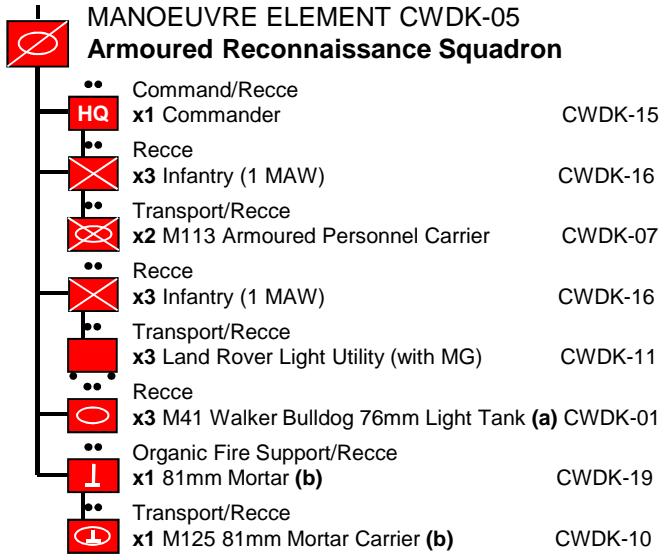 MANOEUVRE ELEMENT CWDK-05
Armoured Reconnaissance Squadron
Command/Recce
HQ x1 Commander CWDK-15
Recce
x3 Infantry (1 MAW) CWDK-16
Transport/Recce
x2 M113 Armoured Personnel Carrier CWDK-07
Recce
x3 Infantry (1 MAW) CWDK-16
Transport/Recce
x3 Land Rover Light Utility (with MG) CWDK-11
Recce
x3 M41 Walker Bulldog 76mm Light Tank (a) CWDK-01
Organic Fire Support/Recce
x1 81mm Mortar (b) CWDK-19
Transport/Recce
x1 M125 81mm Mortar Carrier (b) CWDK-10